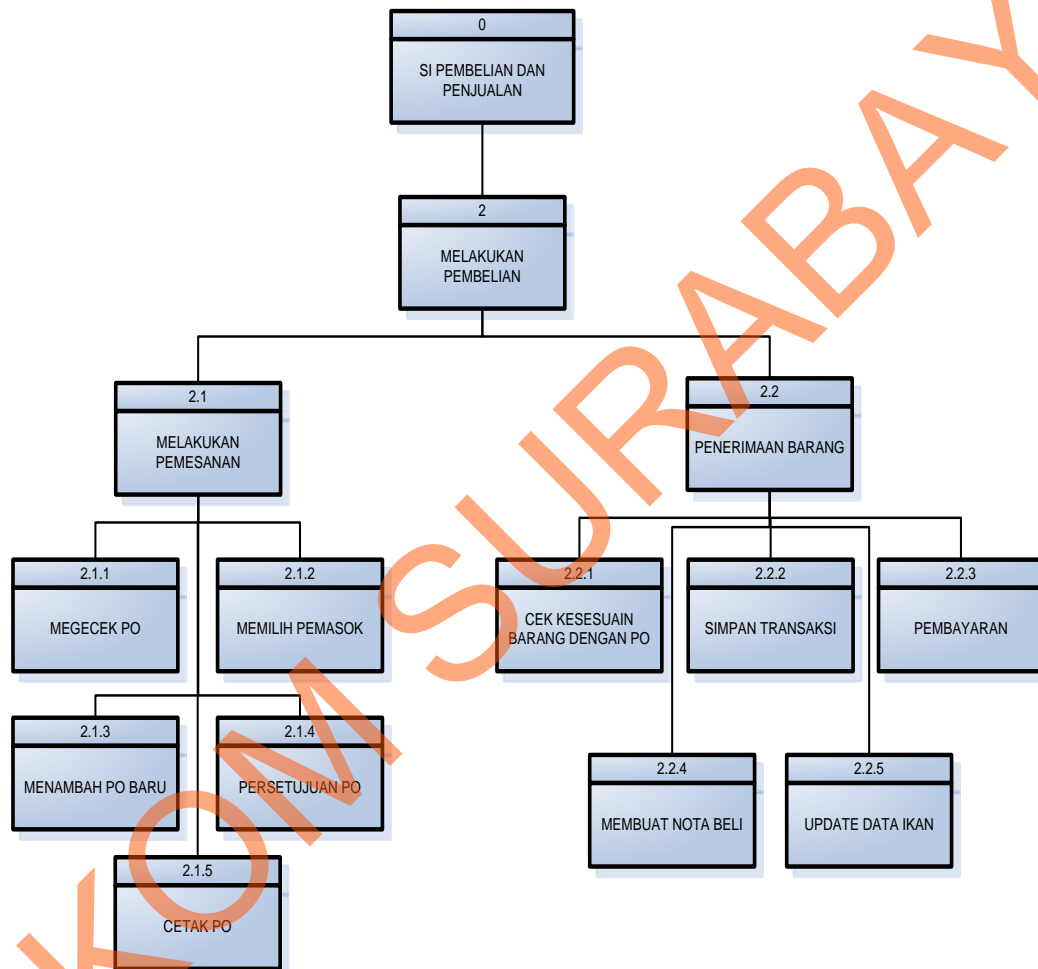 0
SI PEMBELIAN DAN
PENJUALAN
2
MELAKUKAN
PEMBELIAN
2.1
MELAKUKAN
PEMESANAN
2.2
PENERIMAAN BARANG
2.1.1
MEGECEK PO
2.1.2
MEMILIH PEMASOK
2.2.1
CEK KESESUAIN
BARANG DENGAN PO
2.2.2
SIMPAN TRANSAKSI
2.2.3
PEMBAYARAN
2.1.3
MENAMBAH PO BARU
2.1.4
PERSETUJUAN PO
2.2.4
MEMBUAT NOTA BELI
2.2.5
UPDATE DATA IKAN
2.1.5
CETAK PO
KOM SURABAY